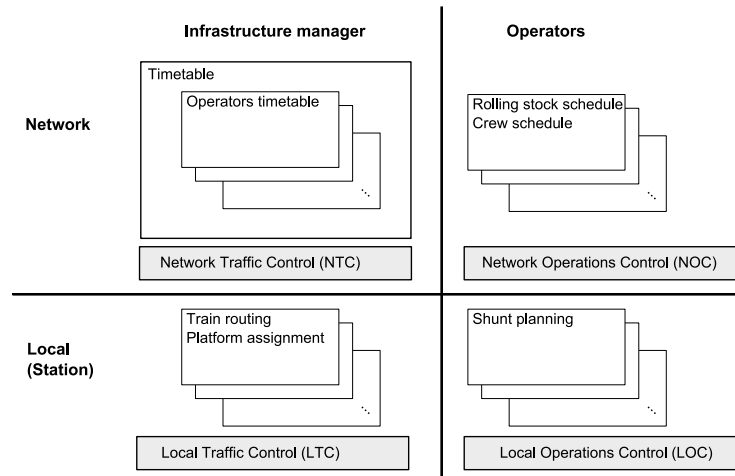 Infrastructure manager
Operators
Network
Timetable
Operators timetable
Rolling stock schedule
Crew schedule
Network Traffic Control (NTC)
Network Operations Control (NOC)
Local
(Station)
Train routing
Platform assignment
Shunt planning
Local Traffic Control (LTC)
Local Operations Control (LOC)